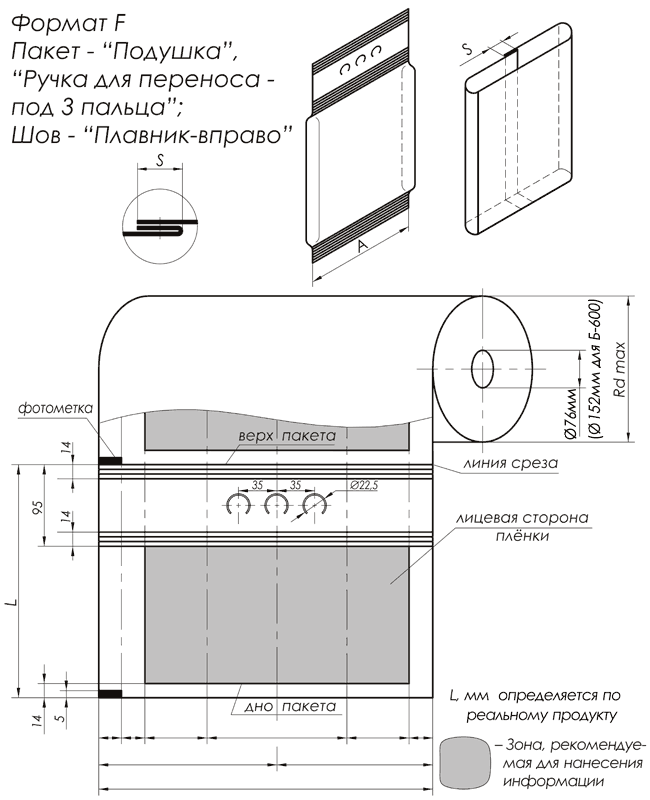 Формат F
Пакет - “Подушка”,
“Ручка для переноса -
под 3 пальца”;
Шов - “Плавник-вправо”
S
S
A
Ø76мм
(Ø 152мм для Б-600)
Rd max
фотометка
верх пакета
линия среза
14
35
35
Ø22,5
95
14
лицевая сторона
плёнки
L
14
5
дно пакета
L, мм определяется по
реальному продукту
– Зона, рекомендуе-
мая для нанесения
информации